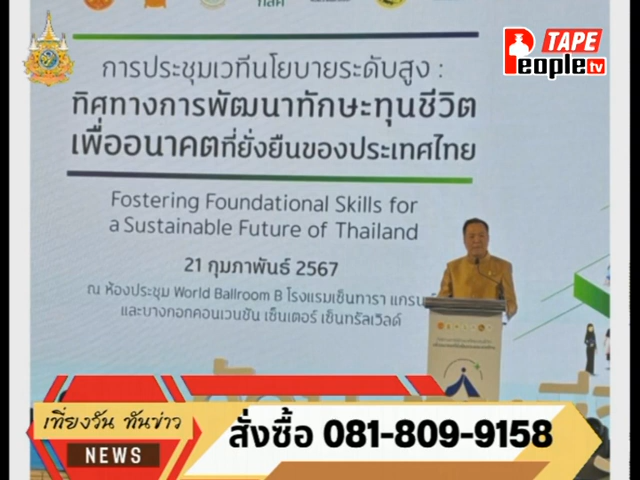 กสศ
TAPE
People tv
การประชุมเวทีนโยบายระดับสูง :
ทิศทางการพัฒนาทักษะทุนชีวิต
เพื่ออนาคตที่ยั่งยืนของประเทศไทย
Fostering Foundational Skills for
a Sustainable Future of Thailand
21 กุมภาพันธ์ 2567
ณ ห้องประชุม World Ballroom B โรงแรมเซ็นทารา แกรนด์
และบางกอกคอนเวนชัน เซ็นเตอร์ เซ็นทรัลเวิลด์
เที่ยงวัน ทันข่าว
NEWS
สั่งซื้อ 081-809-9158